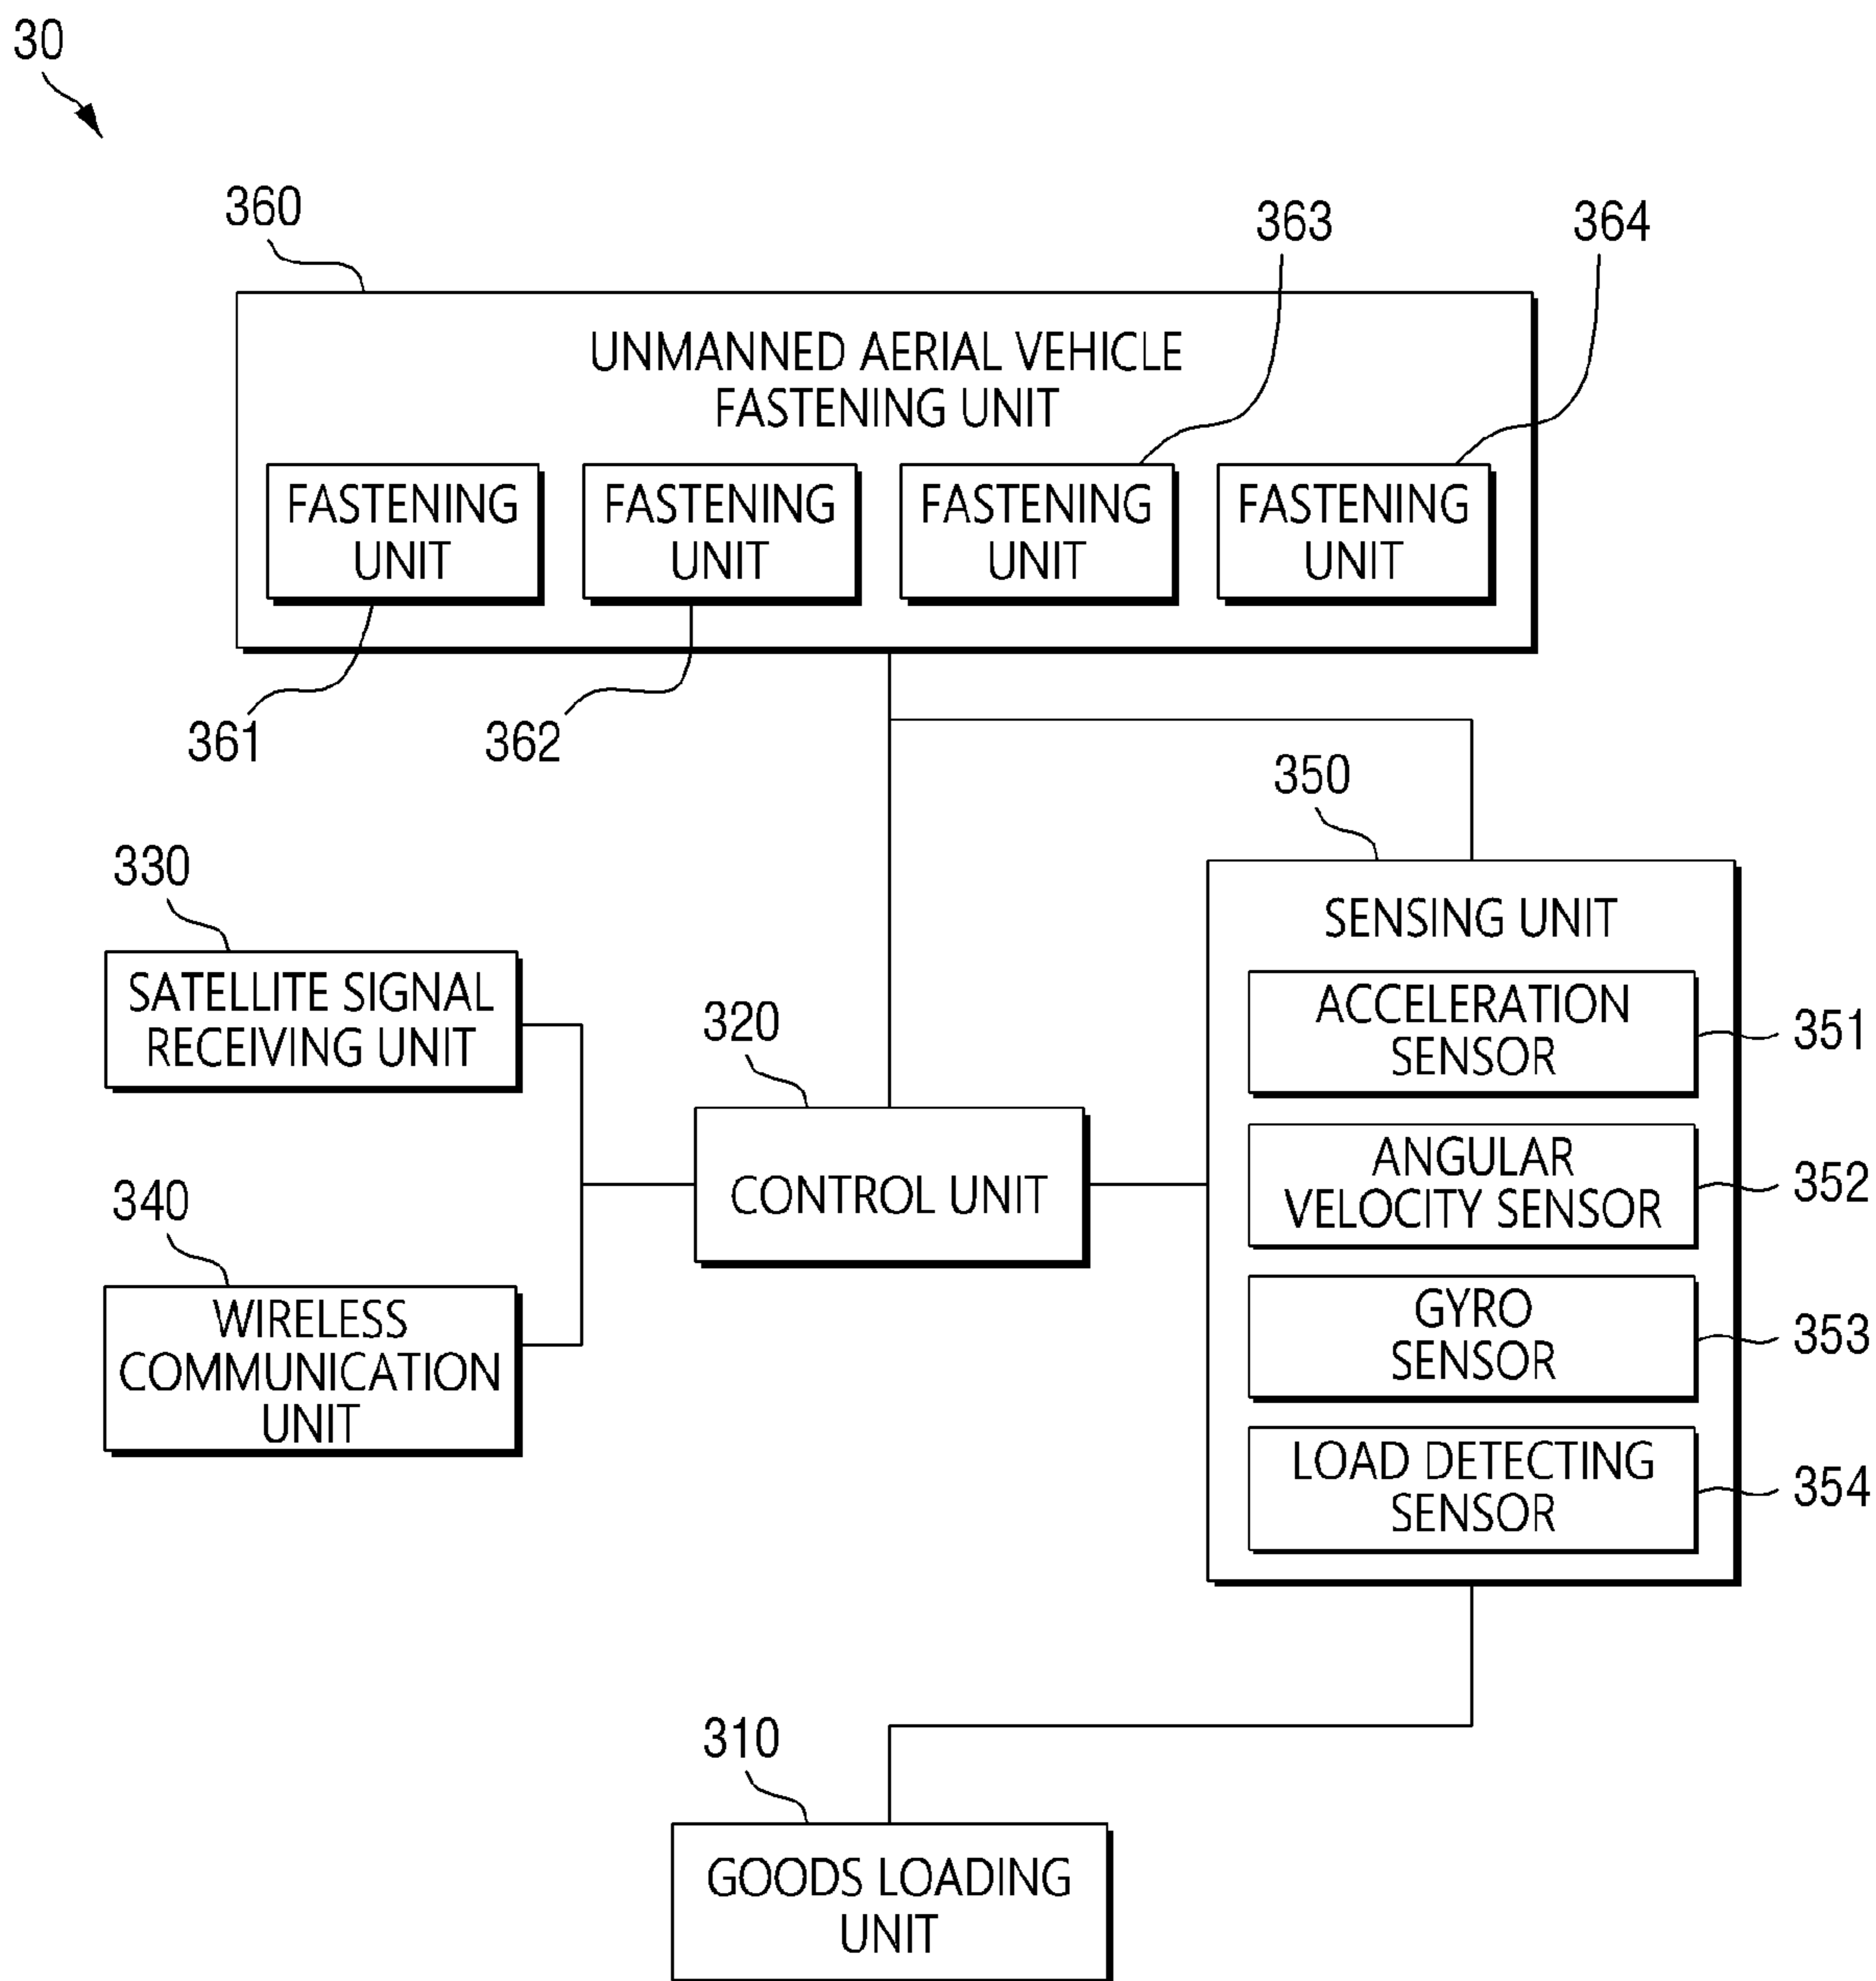 30
360
363
364
UNMANNED AERIAL VEHICLE
FASTENING UNIT
FASTENING
UNIT
FASTENING
UNIT
FASTENING
UNIT
FASTENING
UNIT
361
362
350
330
SENSING UNIT
SATELLITE SIGNAL
RECEIVING UNIT
320
ACCELERATION
SENSOR
351
CONTROL UNIT
ANGULAR
VELOCITY SENSOR
352
340
WIRELESS
COMMUNICATION
UNIT
GYRO
SENSOR
353
LOAD DETECTING
SENSOR
354
310
GOODS LOADING
UNIT